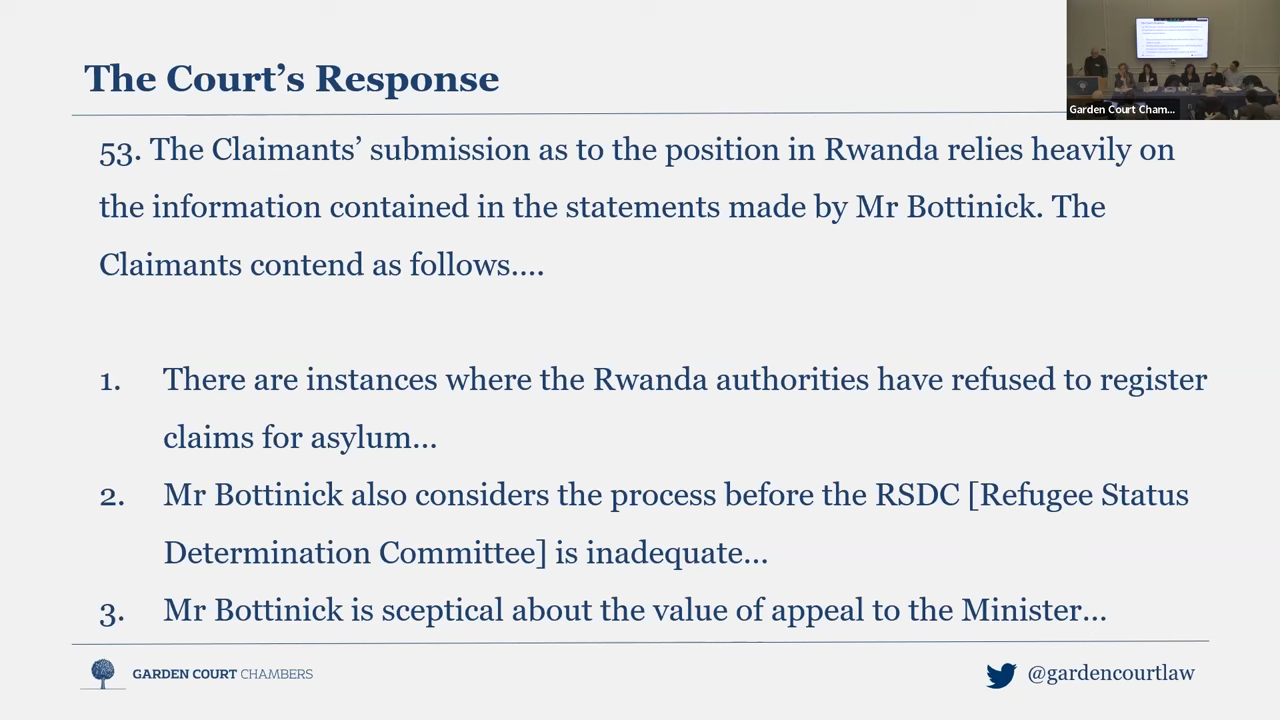 The Court’s Response
Garden Court Cham...
53. The Claimants’ submission as to the position in Rwanda relies heavily on
the information contained in the statements made by Mr Bottinick. The
Claimants contend as follows....
1. There are instances where the Rwanda authorities have refused to register
claims for asylum...
2. Mr Bottinick also considers the process before the RSDC [Refugee Status
Determination Committee] is inadequate...
3. Mr Bottinick is sceptical about the value of appeal to the Minister...
GARDEN COURT CHAMBERS
@gardencourtlaw